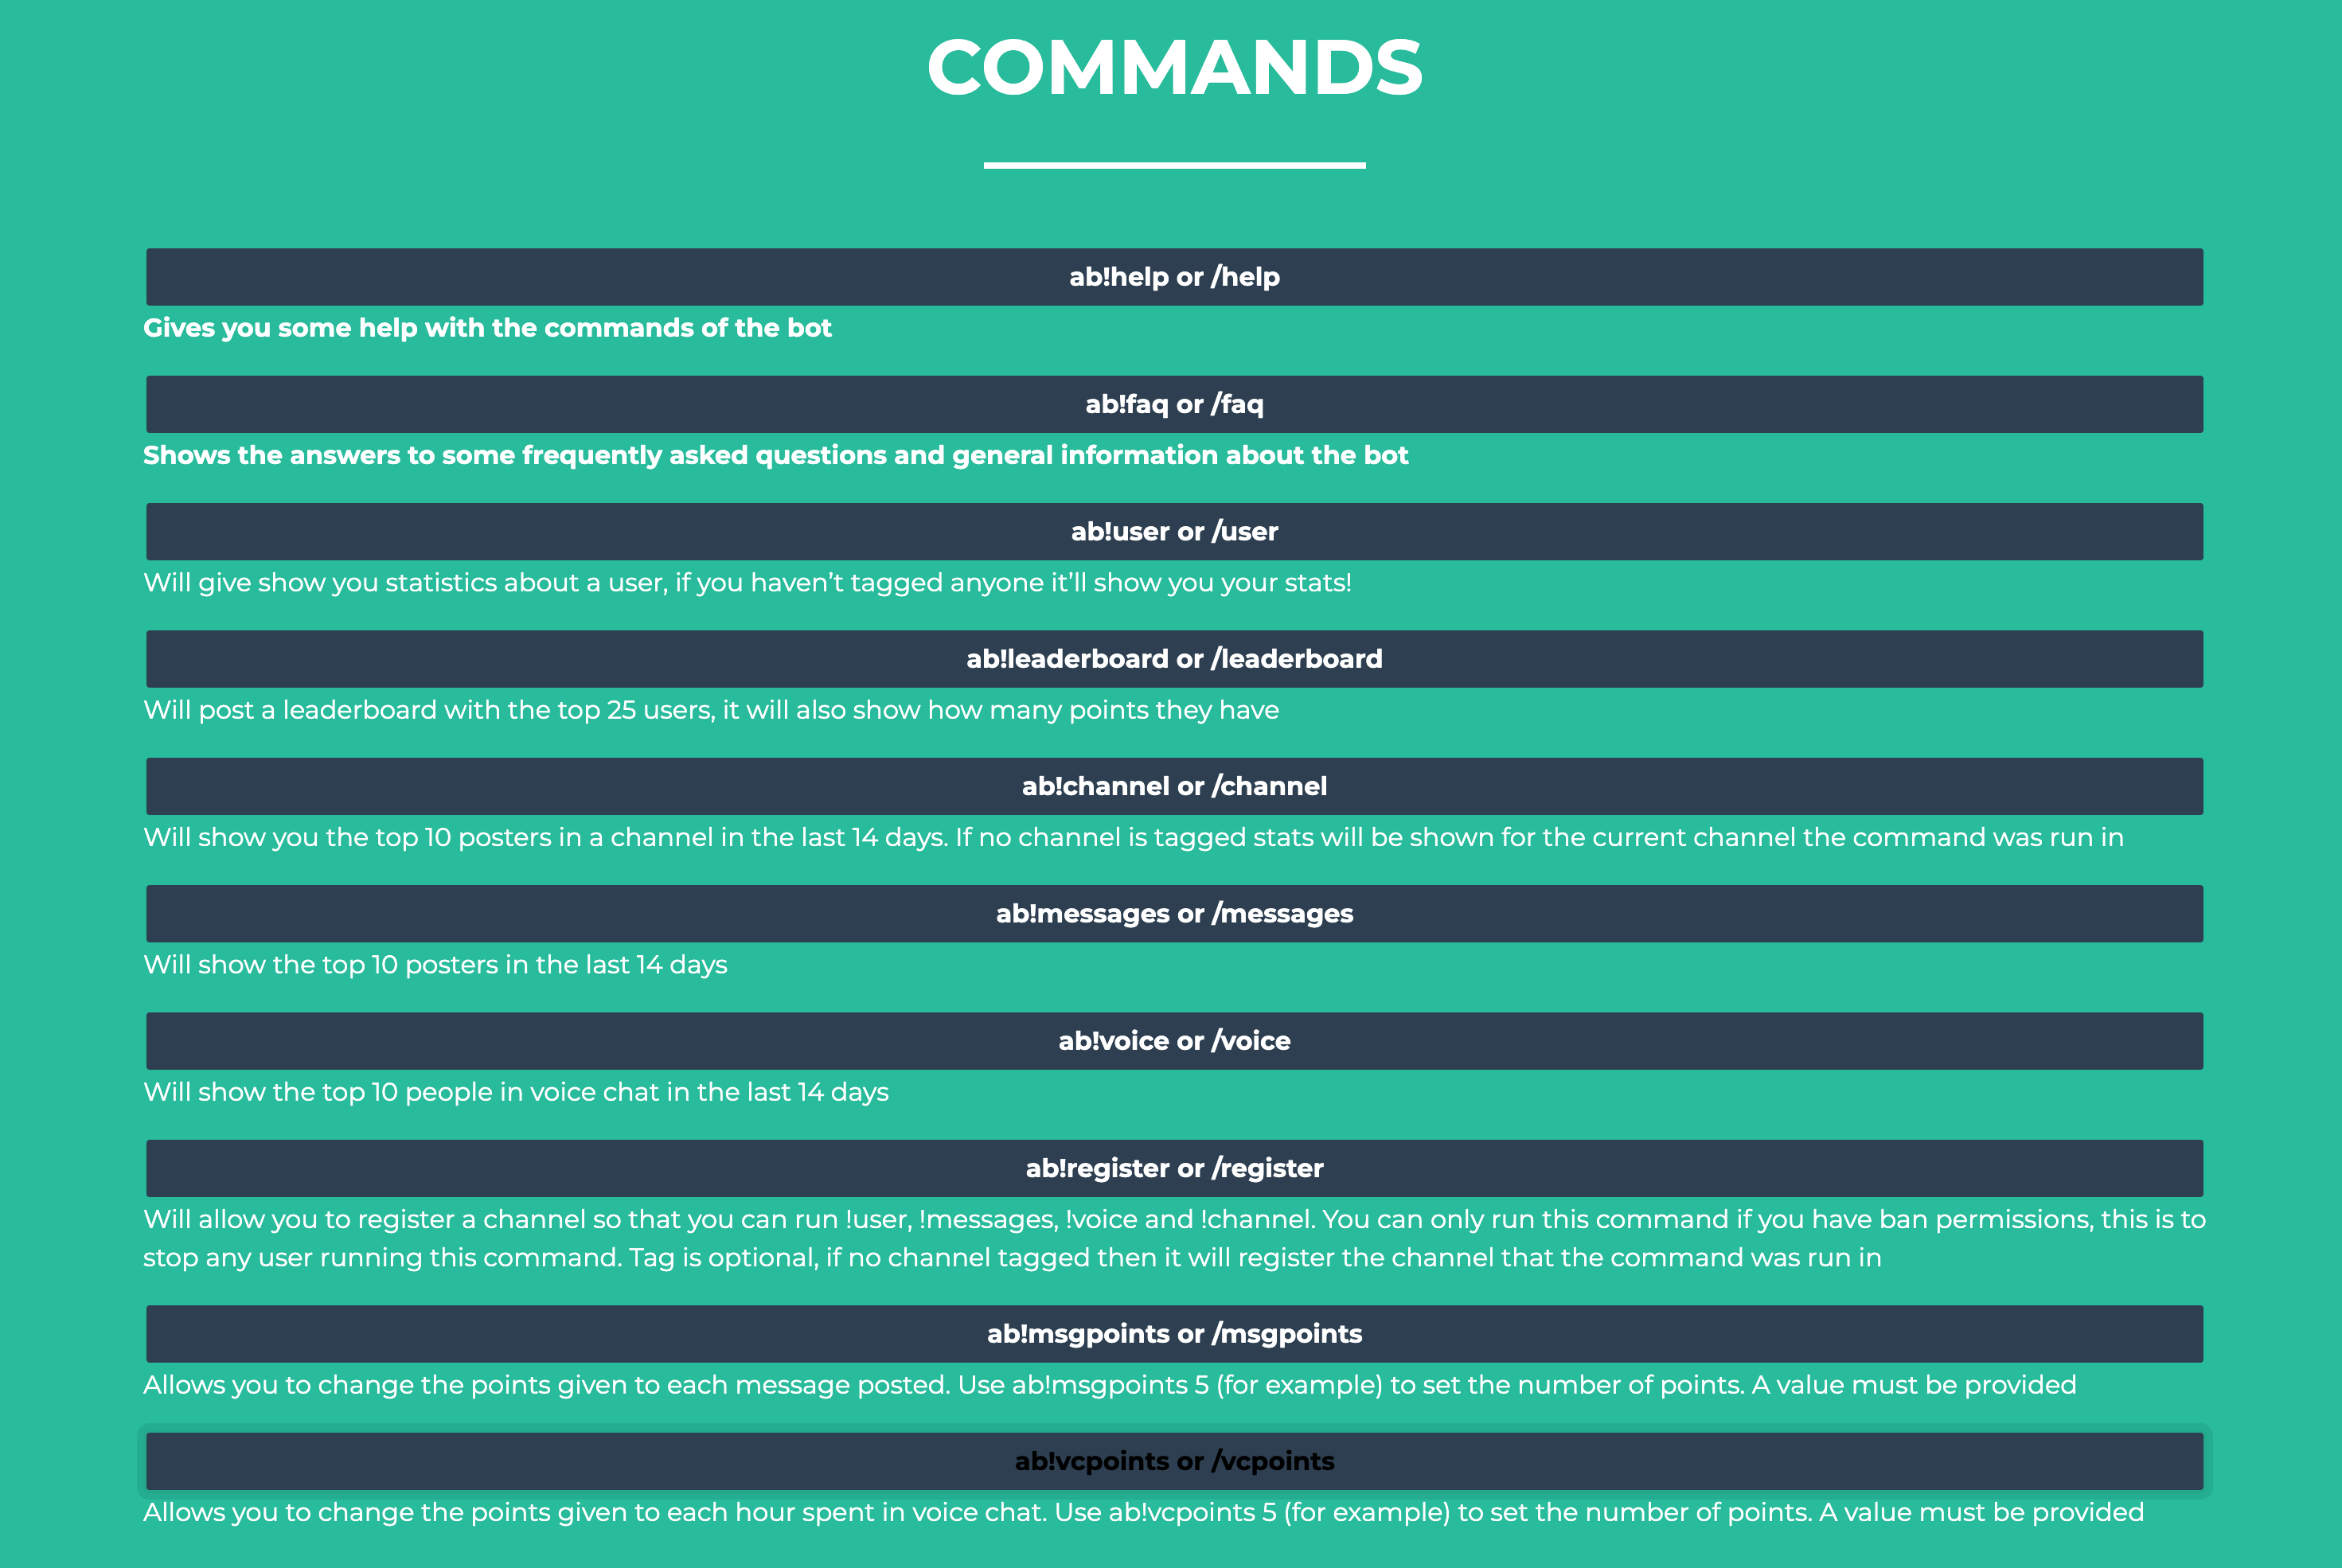 COMMANDS
ab!help or /help
Gives you some help with the commands of the bot
ab!faq or /faq
Shows the answers to some frequently asked questions and general information about the bot
ab!user or /user
Will give show you statistics about a user, if you haven’t tagged anyone it’ll show you your stats!
ab!leaderboard or /leaderboard
Will post a leaderboard with the top 25 users, it will also show how many points they have
ab!channel or /channel
Will show you the top 10 posters in a channel in the last 14 days. If no channel is tagged stats will be shown for the current channel the command was run in
ab!messages or /messages
Will show the top 10 posters in the last 14 days
ab!voice or /voice
Will show the top 10 people in voice chat in the last 14 days
ab!register or /register
Will allow you to register a channel so that you can run !user, !messages, !voice and !channel. You can only run this command if you have ban permissions, this is to
stop any user running this command. Tag is optional, if no channel tagged then it will register the channel that the command was run in
ab!msgpoints or /msgpoints
Allows you to change the points given to each message posted. Use ab!msgpoints 5 (for example) to set the number of points. A value must be provided
ab!vcpoints or /vcpoints
Allows you to change the points given to each hour spent in voice chat. Use ab!vcpoints 5 (for example) to set the number of points. A value must be provided